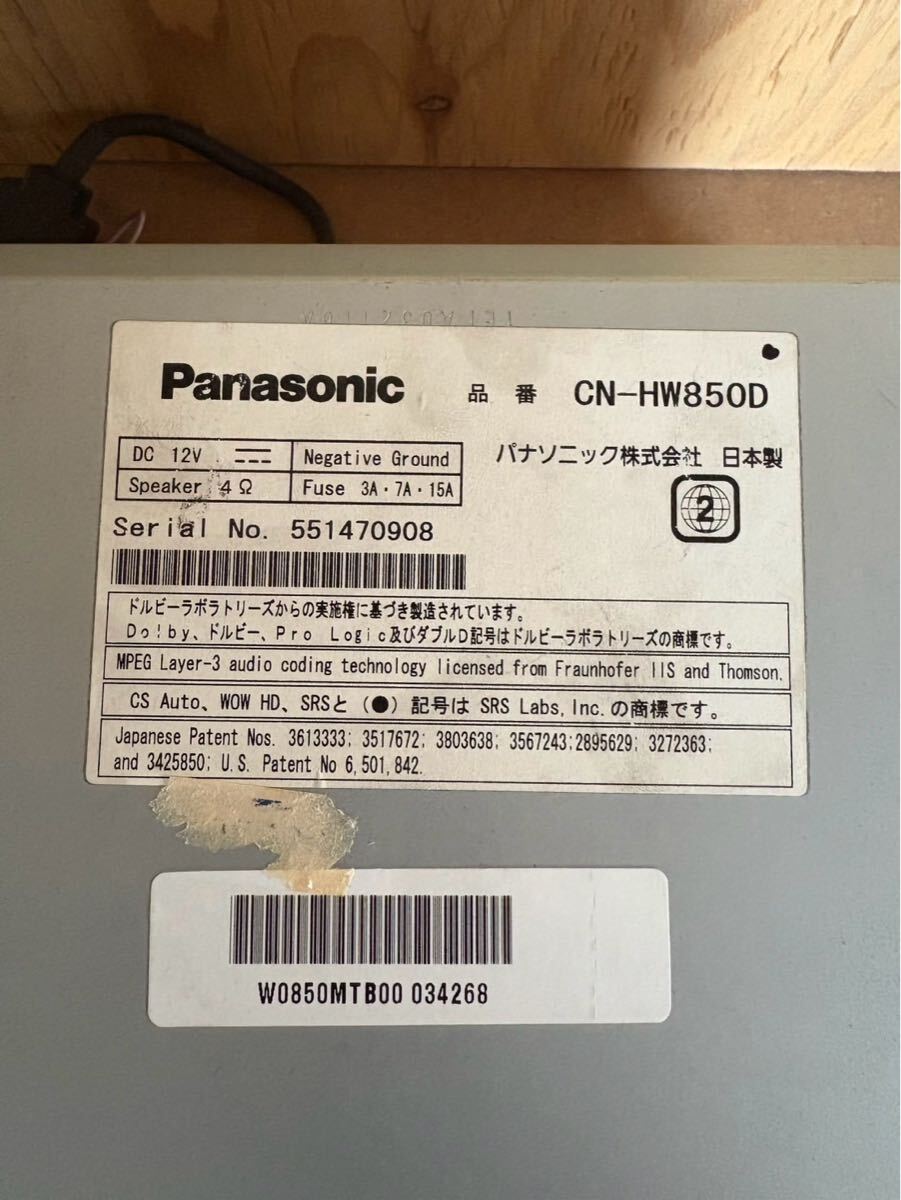 Panasonic 品番 CN-HW850D
DC 12V
Negative Ground
Speaker 4Ω
Fuse 3A・7A・15A
パナソニック株式会社 日本製
2
Serial No. 551470908
ドルビーラボラトリーズからの実施権に基づき製造されています。
Dolby、ドルビー、Pro Logic及びダブルD記号はドルビーラボラトリーズの商標です。
MPEG Layer-3 audio coding technology licensed from Fraunhofer IIS and Thomson.
CS Auto、WOW HD、SRSと (●) 記号は SRS Labs, Inc. の商標です。
Japanese Patent Nos. 3613333; 3517672; 3803638; 3567243;2895629; 3272363;
and 3425850; U.S. Patent No 6,501,842.
W0850MTB00 034268